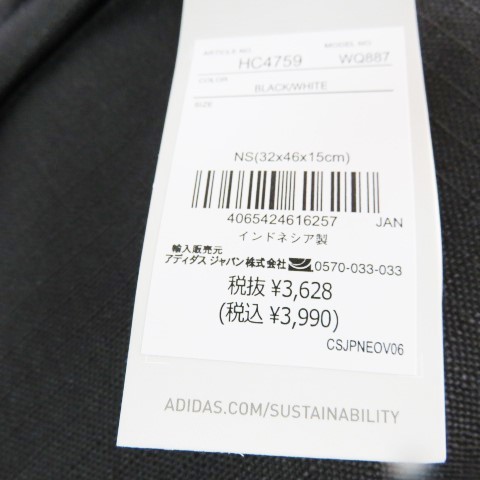 ARTICLE NO. MODEL NO.
HC4759 WQ887
COLOR
BLACK/WHITE
SIZE
NS(32x46x15cm)
4065424616257 JAN
インドネシア製
輸入販売元
アディダス ジャパン株式会社 0570-033-033
税抜 ¥3,628
(税込 ¥3,990)
CSJPNEOV06
ADIDAS.COM/SUSTAINABILITY